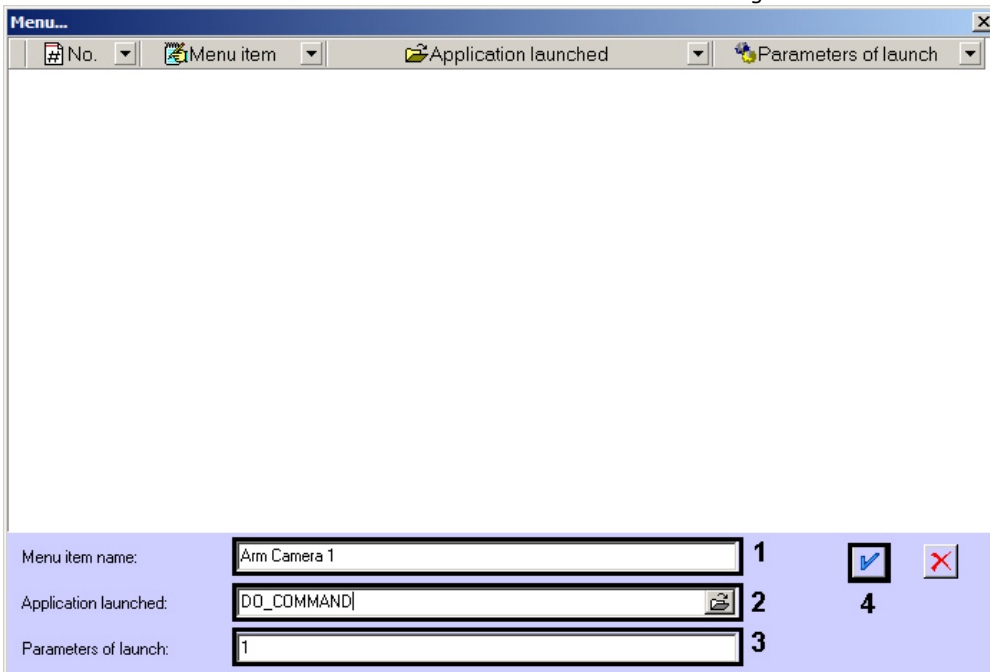 Menu...
No. Menu item Application launched Parameters of launch
Menu item name: Arm Camera 1 1
Application launched: DO_COMMAND 2 4
Parameters of launch: 1 3